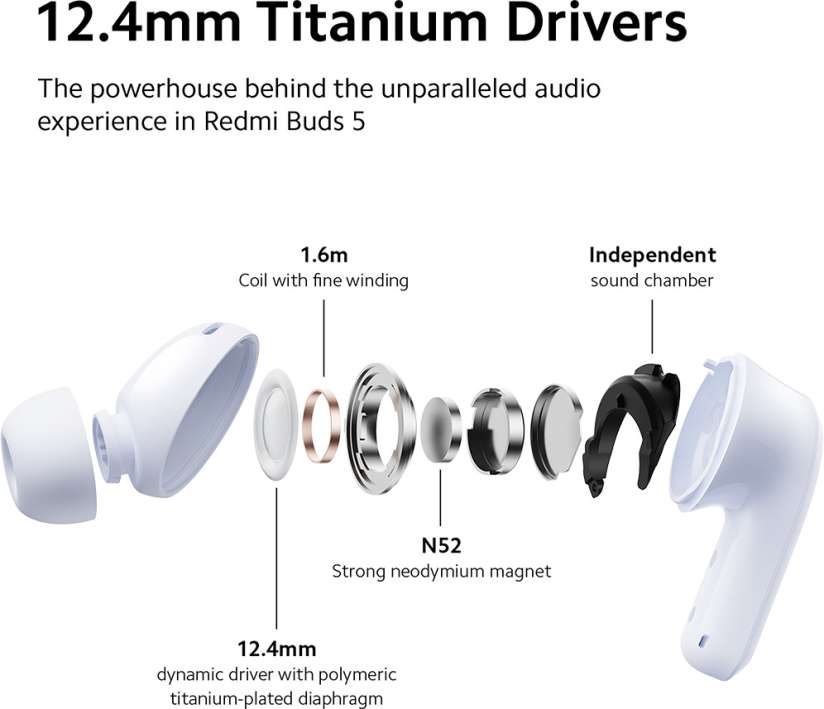 12.4mm Titanium Drivers
The powerhouse behind the unparalleled audio
experience in Redmi Buds 5
1.6m
Coil with fine winding
Independent
sound chamber
N52
Strong neodymium magnet
12.4mm
dynamic driver with polymeric
titanium-plated diaphragm